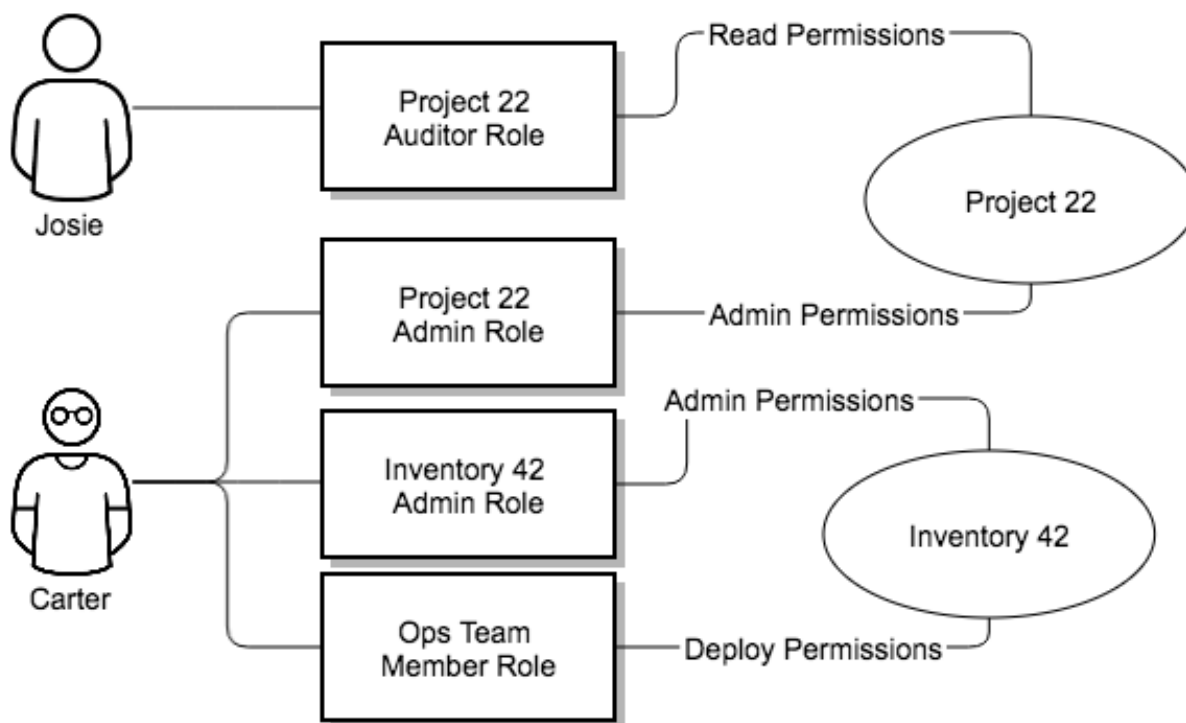 Read Permissions
Project 22
Auditor Role
Josie
Project 22
Project 22
Admin Role
Admin Permissions
Admin Permissions
Inventory 42
Admin Role
Inventory 42
Carter
Ops Team
Member Role
Deploy Permissions